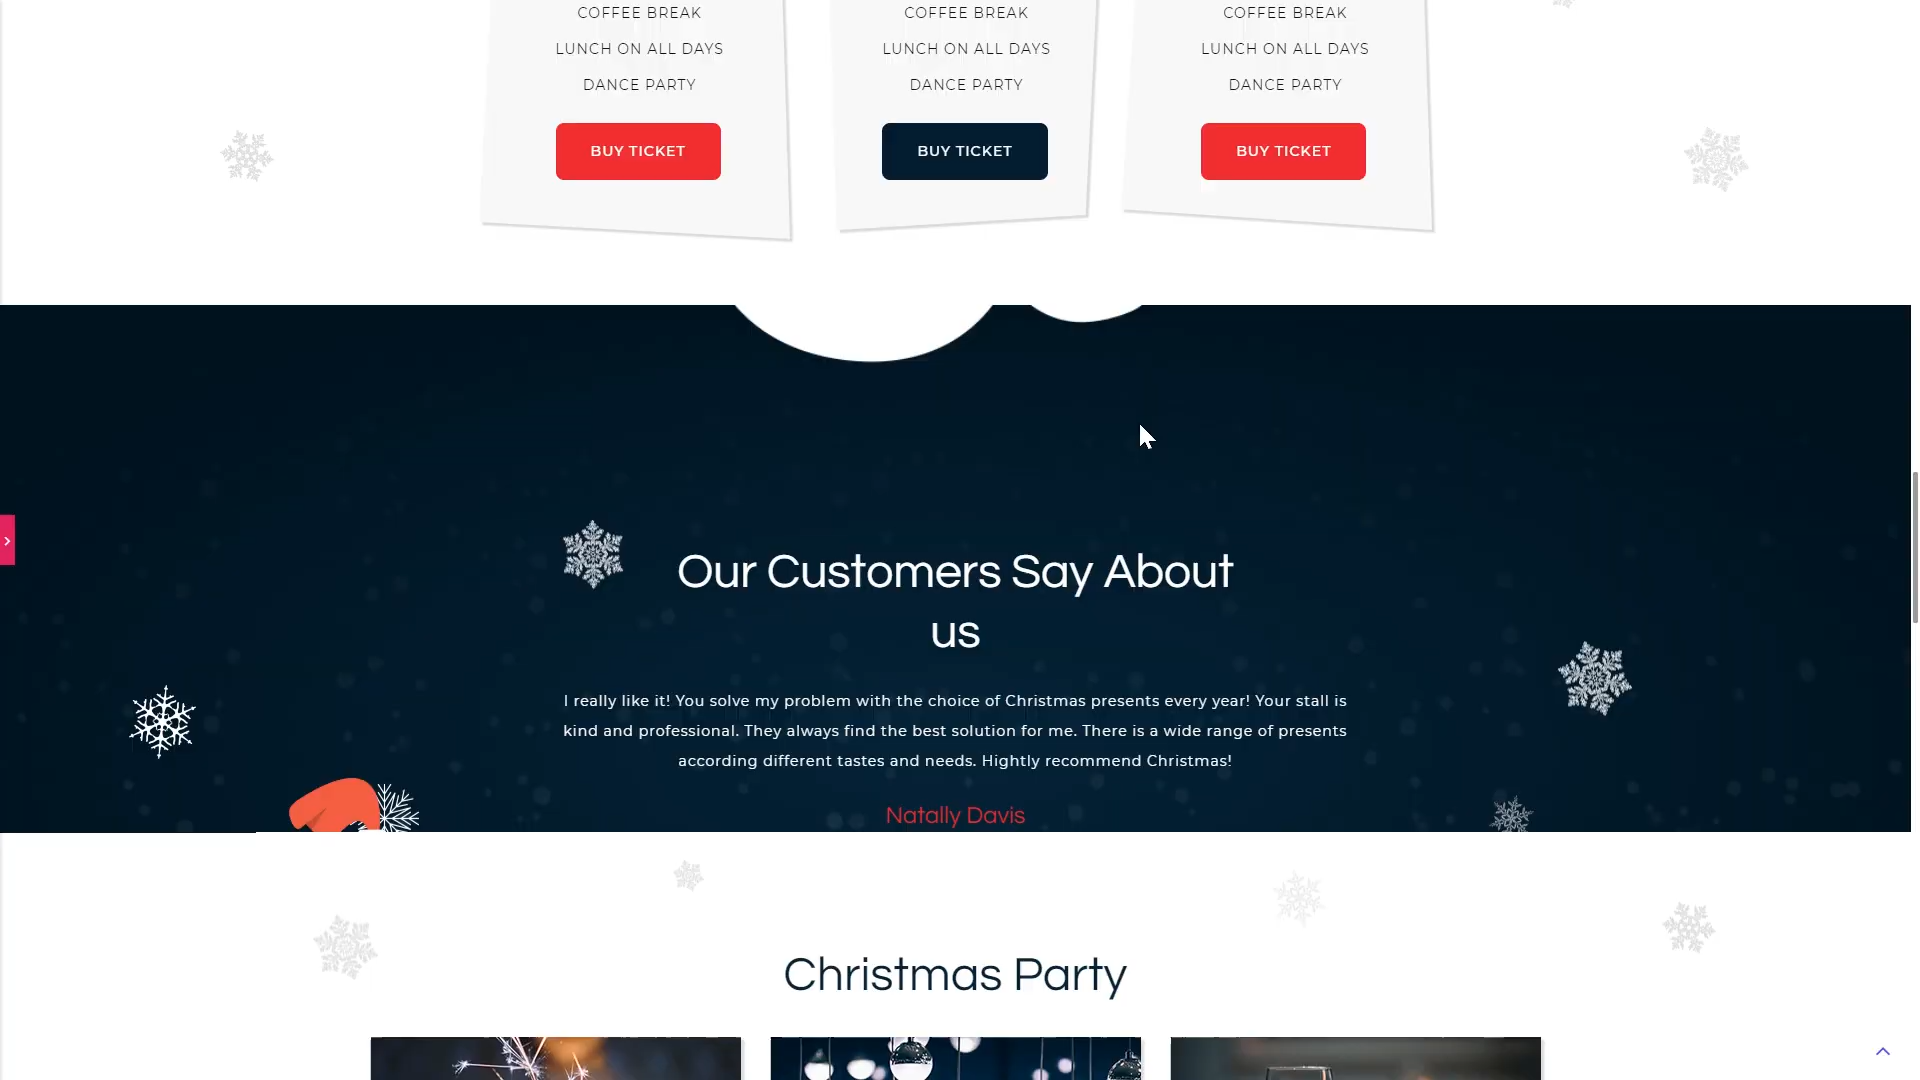 COFFEE BREAK COFFEE BREAK COFFEE BREAK
LUNCH ON ALL DAYS LUNCH ON ALL DAYS LUNCH ON ALL DAYS
DANCE PARTY DANCE PARTY DANCE PARTY
BUY TICKET BUY TICKET BUY TICKET
Our Customers Say About
us
I really like it! You solve my problem with the choice of Christmas presents every year! Your stall is
kind and professional. They always find the best solution for me. There is a wide range of presents
according different tastes and needs. Hightly recommend Christmas!
Natally Davis
Christmas Party